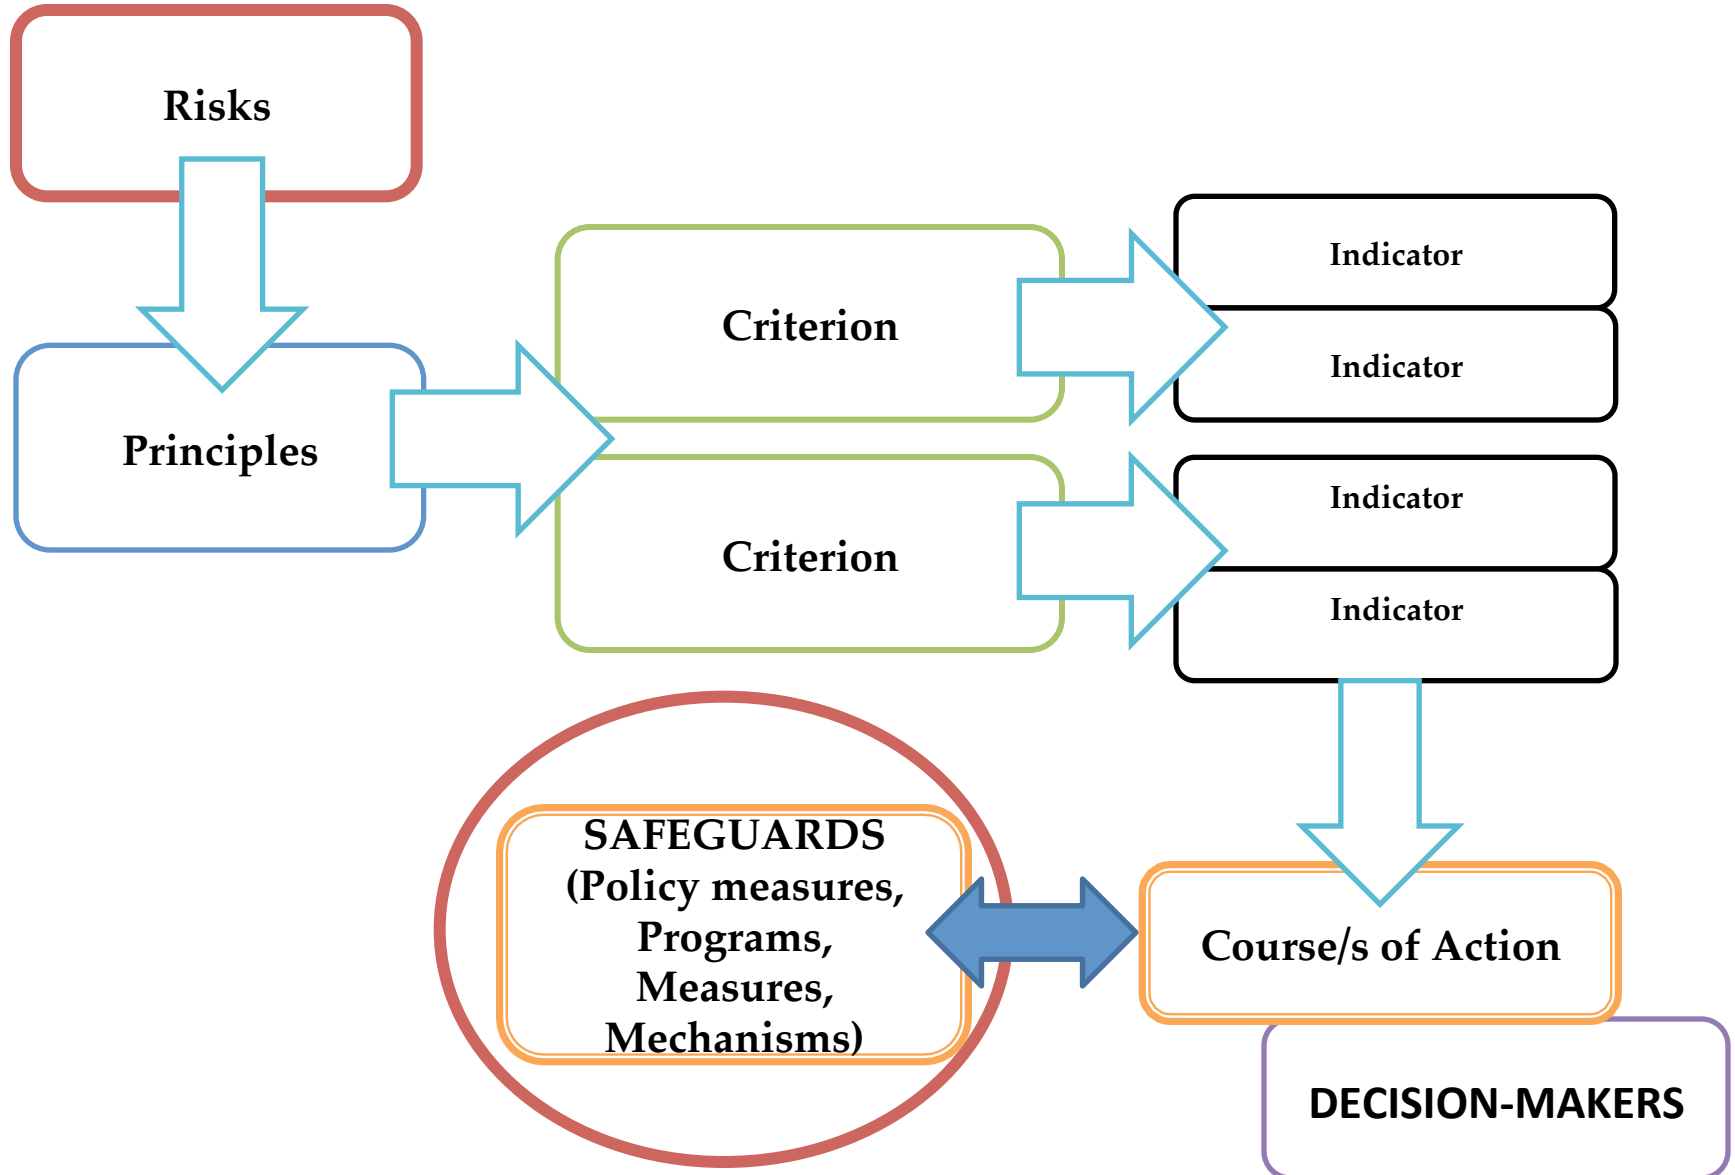 Risks
Indicator
Criterion
Indicator
Principles
Indicator
Criterion
Indicator
SAFEGUARDS
(Policy measures,
Programs,
Measures,
Mechanisms)
Course/s of Action
DECISION-MAKERS